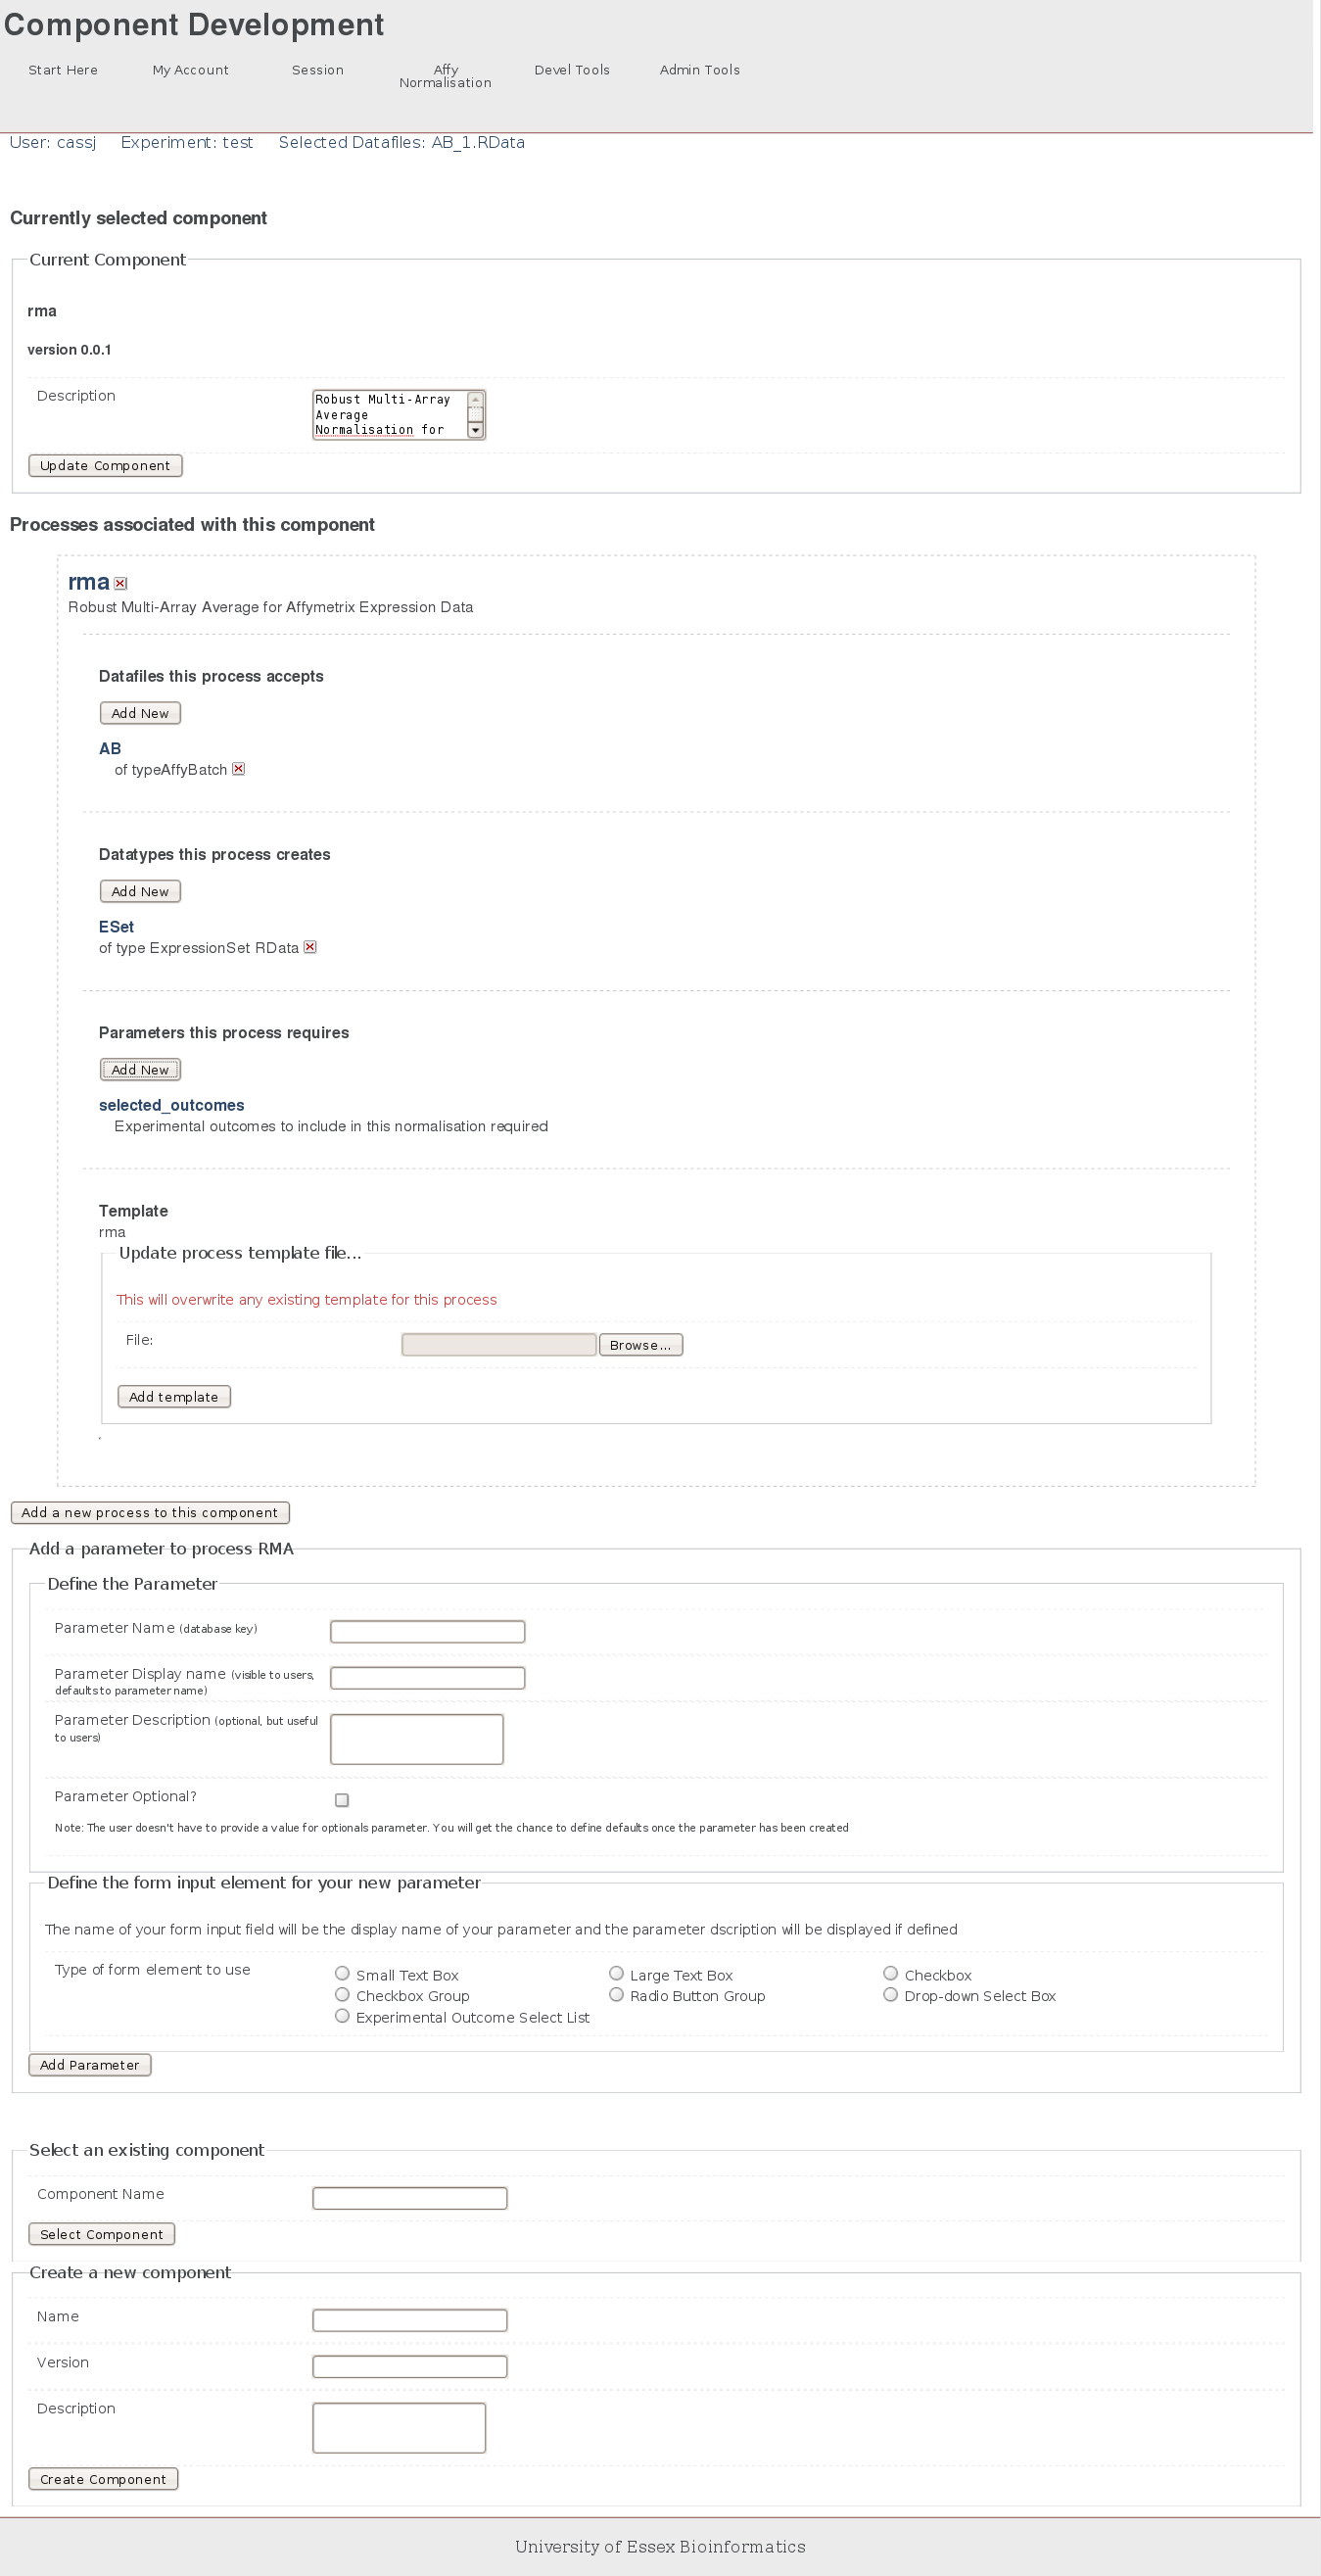 Component Development
Start Here My Account Session Affy Normalisation Devel Tools Admin Tools
User: cassj Experiment: test Selected Datafiles: AB_1.RData
Currently selected component
Current Component
rma
version 0.0.1
Description
Robust Multi-Array
Average
Normalisation for
Update Component
Processes associated with this component
rma
Robust Multi-Array Average for Affymetrix Expression Data
Datafiles this process accepts
Add New
AB
of typeAffyBatch
Datatypes this process creates
Add New
ESet
of type ExpressionSet RData
Parameters this process requires
Add New
selected_outcomes
Experimental outcomes to include in this normalisation required
Template
rma
Update process template file...
This will overwrite any existing template for this process
File:
Browse...
Add template
.
Add a new process to this component
Add a parameter to process RMA
Define the Parameter
Parameter Name (database key)
Parameter Display name (visible to users,
defaults to parameter name)
Parameter Description (optional, but useful
to users)
Parameter Optional?
Note: The user doesn't have to provide a value for optionals parameter. You will get the chance to define defaults once the parameter has been created
Define the form input element for your new parameter
The name of your form input field will be the display name of your parameter and the parameter dscription will be displayed if defined
Type of form element to use
Small Text Box Large Text Box Checkbox
Checkbox Group Radio Button Group Drop-down Select Box
Experimental Outcome Select List
Add Parameter
Select an existing component
Component Name
Select Component
Create a new component
Name
Version
Description
Create Component
University of Essex Bioinformatics